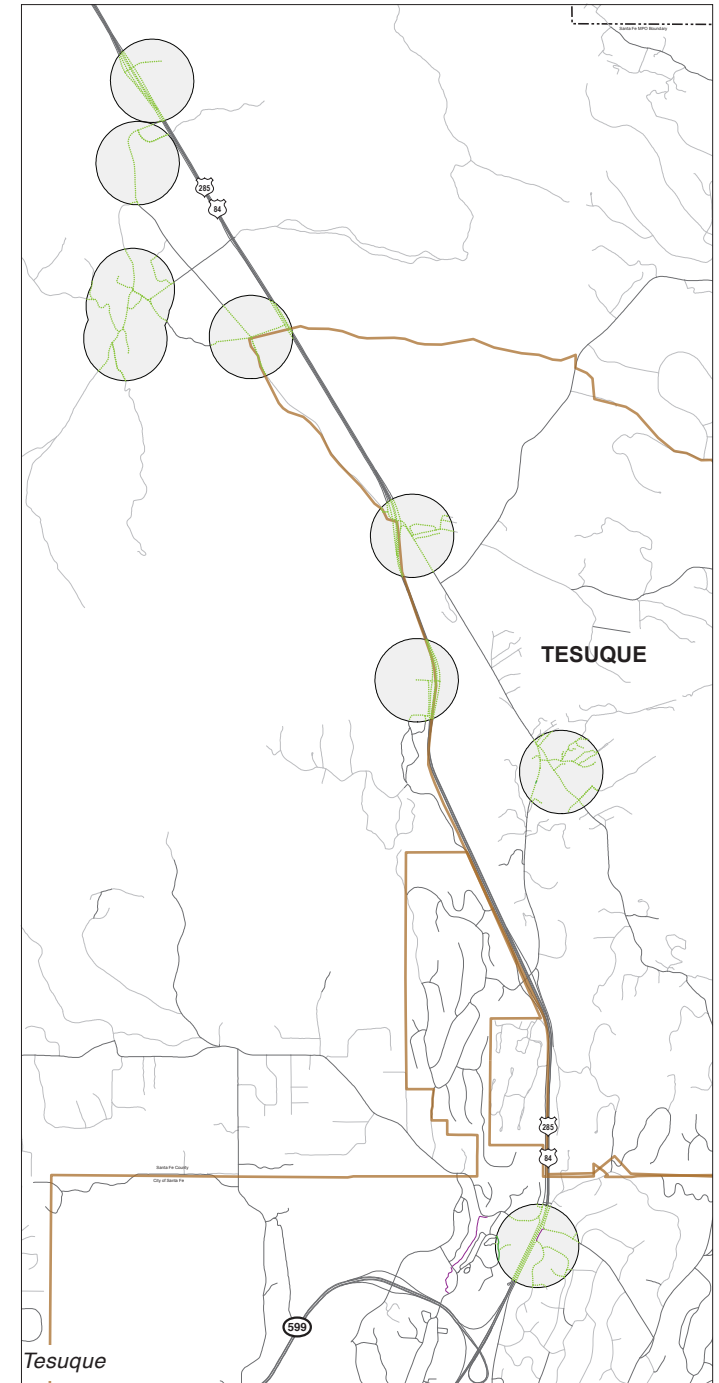 Santa Fe MPO Boundary
285
84
TESUQUE
285
84
Santa Fe County
City of Santa Fe
599
Tesuque